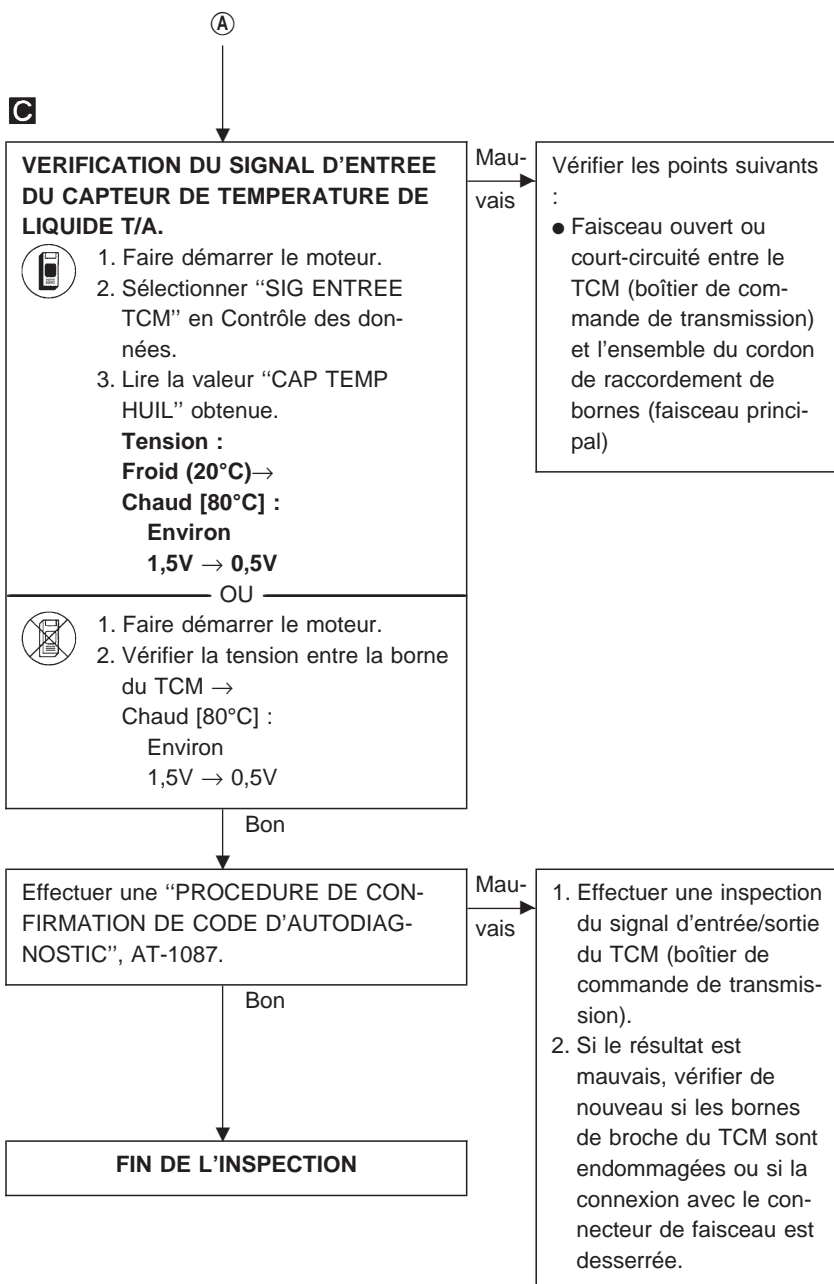 A
C
VERIFICATION DU SIGNAL D'ENTREE
DU CAPTEUR DE TEMPERATURE DE
LIQUIDE T/A.
1. Faire démarrer le moteur.
2. Sélectionner ‘‘SIG ENTREE
TCM’’ en Contrôle des don-
nées.
3. Lire la valeur ‘‘CAP TEMP
HUIL’’ obtenue.
Tension :
Froid (20°C)→
Chaud [80°C] :
Environ
1,5V → 0,5V
OU
1. Faire démarrer le moteur.
2. Vérifier la tension entre la borne
du TCM →
Chaud [80°C] :
Environ
1,5V → 0,5V
Mau-
vais
Vérifier les points suivants
:
● Faisceau ouvert ou
court-circuité entre le
TCM (boîtier de com-
mande de transmission)
et l'ensemble du cordon
de raccordement de
bornes (faisceau princi-
pal)
Bon
Effectuer une ‘‘PROCEDURE DE CON-
FIRMATION DE CODE D'AUTODIAG-
NOSTIC’’, AT-1087.
Mau-
vais
1. Effectuer une inspection
du signal d'entrée/sortie
du TCM (boîtier de
commande de transmis-
sion).
2. Si le résultat est
mauvais, vérifier de
nouveau si les bornes
de broche du TCM sont
endommagées ou si la
connexion avec le con-
necteur de faisceau est
desserrée.
Bon
FIN DE L'INSPECTION